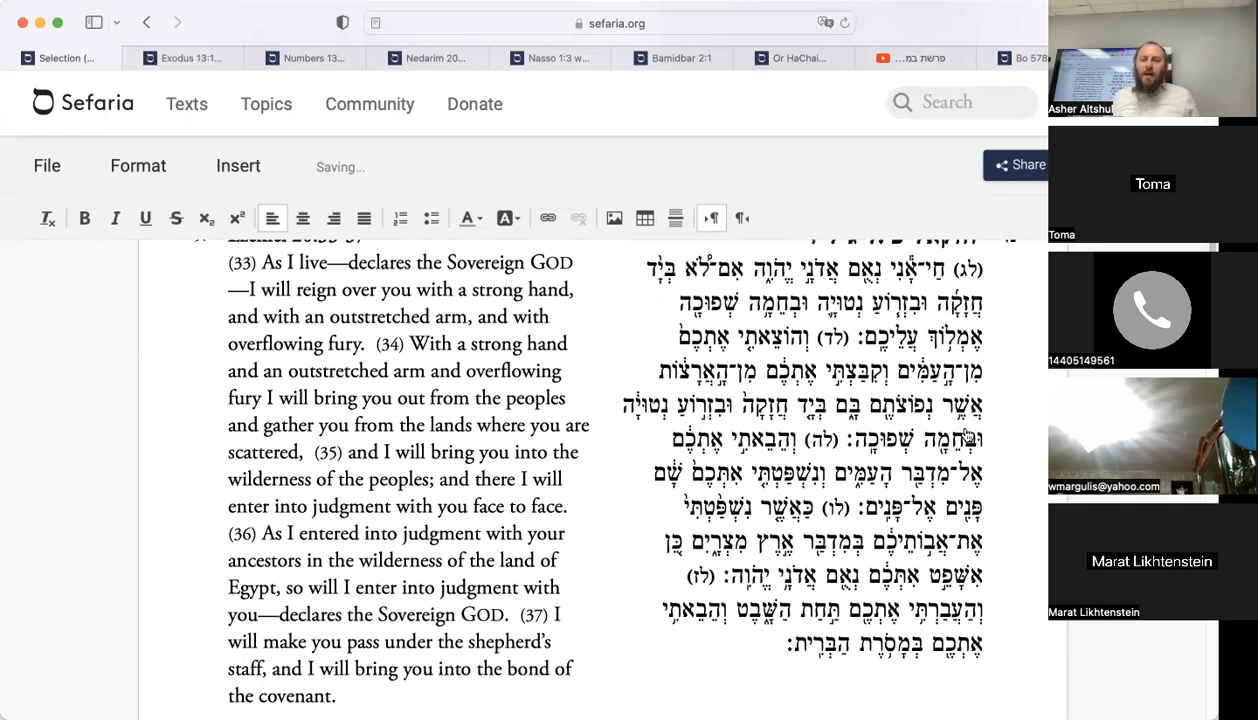 sefaria.org
Selection (...
Exodus 13:1...
Numbers 13...
Nedarim 20...
Nasso 1:3 w...
Bamidbar 2:1
Or HaChai...
פרשת במ...
Bo 578
Sefaria
Texts
Topics
Community
Donate
Search
File
Format
Insert
Saving...
Share
(33) As I live—declares the Sovereign GOD
—I will reign over you with a strong hand,
and with an outstretched arm, and with
overflowing fury. (34) With a strong hand
and an outstretched arm and overflowing
fury I will bring you out from the peoples
and gather you from the lands where you are
scattered, (35) and I will bring you into the
wilderness of the peoples; and there I will
enter into judgment with you face to face.
(36) As I entered into judgment with your
ancestors in the wilderness of the land of
Egypt, so will I enter into judgment with
you—declares the Sovereign GOD. (37) I
will make you pass under the shepherd's
staff, and I will bring you into the bond of
the covenant.
(לג) חַי־אָ֕נִי נְאֻ֖ם אֲדֹנָ֣י יֱהֹוִ֑ה אִם־לֹ֠א בְּיָ֨ד
חֲזָקָ֜ה וּבִזְר֧וֹעַ נְטוּיָ֛ה וּבְחֵמָ֥ה שְׁפוּכָ֖ה
אֶמְל֥וֹךְ עֲלֵיכֶֽם׃ (לד) וְהוֹצֵאתִ֤י אֶתְכֶם֙
מִן־הָ֣עַמִּ֔ים וְקִבַּצְתִּ֣י אֶתְכֶ֔ם מִן־הָ֣אֲרָצ֔וֹת
אֲשֶׁ֥ר נְפוֹצֹתֶ֖ם בָּ֑ם בְּיָ֤ד חֲזָקָה֙ וּבִזְר֣וֹעַ נְטוּיָ֔ה
וּבְחֵמָ֖ה שְׁפוּכָֽה׃ (לה) וְהֵבֵאתִ֣י אֶתְכֶ֔ם
אֶל־מִדְבַּ֖ר הָעַמִּ֑ים וְנִשְׁפַּטְתִּ֤י אִתְּכֶם֙ שָׁ֔ם
פָּנִ֖ים אֶל־פָּנִֽים׃ (לו) כַּאֲשֶׁ֤ר נִשְׁפַּ֙טְתִּי֙
אֶת־אֲב֣וֹתֵיכֶ֔ם בְּמִדְבַּ֖ר אֶ֣רֶץ מִצְרָ֑יִם כֵּ֚ן
אִשָּׁפֵ֣ט אִתְּכֶ֔ם נְאֻ֖ם אֲדֹנָ֥י יֱהֹוִֽה׃ (לז)
וְהַעֲבַרְתִּ֥י אֶתְכֶ֖ם תַּ֣חַת הַשָּׁ֑בֶט וְהֵבֵאתִ֥י
אֶתְכֶ֖ם בְּמָסֹ֥רֶת הַבְּרִֽית׃
Asher Altshul
Toma
Toma
14405149561
wmargulis@yahoo.com
Marat Likhtenstein
Marat Likhtenstein